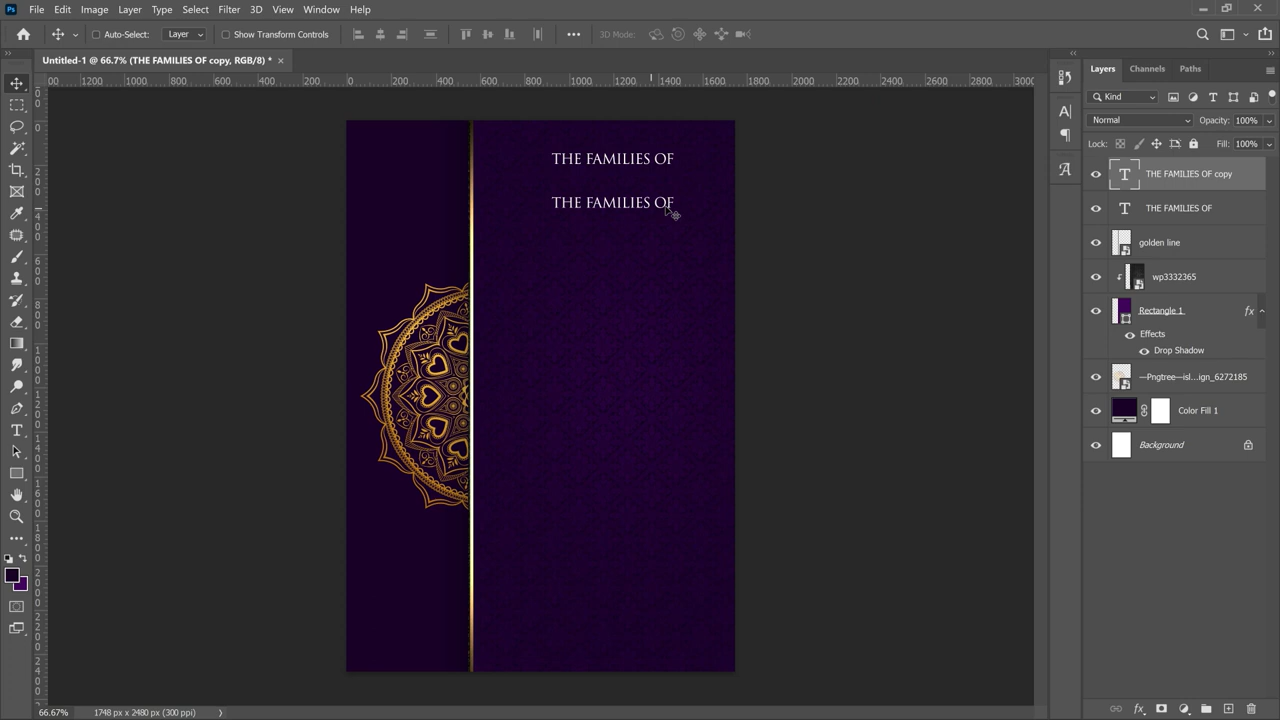 Ps File Edit Image Layer Type Select Filter 3D View Window Help
Auto-Select: Layer Show Transform Controls 3D Mode:
Untitled-1 @ 66.7% (THE FAMILIES OF copy, RGB/8) * ×
1200 1000 800 600 400 200 0 200 400 600 800 1000 1200 1400 1600 1800 2000 2200 2400 2600 2800 3000
THE FAMILIES OF
THE FAMILIES OF
Layers Channels Paths
Kind
Normal Opacity: 100%
Lock: Fill: 100%
THE FAMILIES OF copy
THE FAMILIES OF
golden line
wp3332365
Rectangle 1 fx
Effects
Drop Shadow
—Pngtree—isl...ign_6272185
Color Fill 1
Background
66.67% 1748 px x 2480 px (300 ppi)